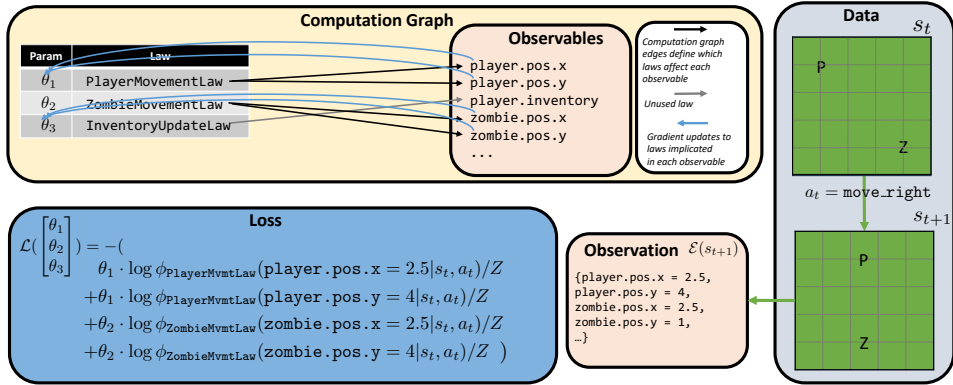 Computation Graph
Param Law
θ₁ PlayerMovementLaw
θ₂ ZombieMovementLaw
θ₃ InventoryUpdateLaw
Observables
player.pos.x
player.pos.y
player.inventory
zombie.pos.x
zombie.pos.y
...
Computation graph
edges define which
laws affect each
observable
Unused law
Gradient updates to
laws implicated
in each observable
Data
s_t
P
Z
a_t = move_right
s_{t+1}
P
Z
Loss
ℒ([θ₁ θ₂ θ₃]) = −(
θ₁ · log ϕ_PlayerMvmtLaw(player.pos.x = 2.5|s_t, a_t)/Z
+θ₁ · log ϕ_PlayerMvmtLaw(player.pos.y = 4|s_t, a_t)/Z
+θ₂ · log ϕ_ZombieMvmtLaw(zombie.pos.x = 2.5|s_t, a_t)/Z
+θ₂ · log ϕ_ZombieMvmtLaw(zombie.pos.y = 4|s_t, a_t)/Z )
Observation ℰ(s_{t+1})
{player.pos.x = 2.5,
player.pos.y = 4,
zombie.pos.x = 2.5,
zombie.pos.y = 1,
…}